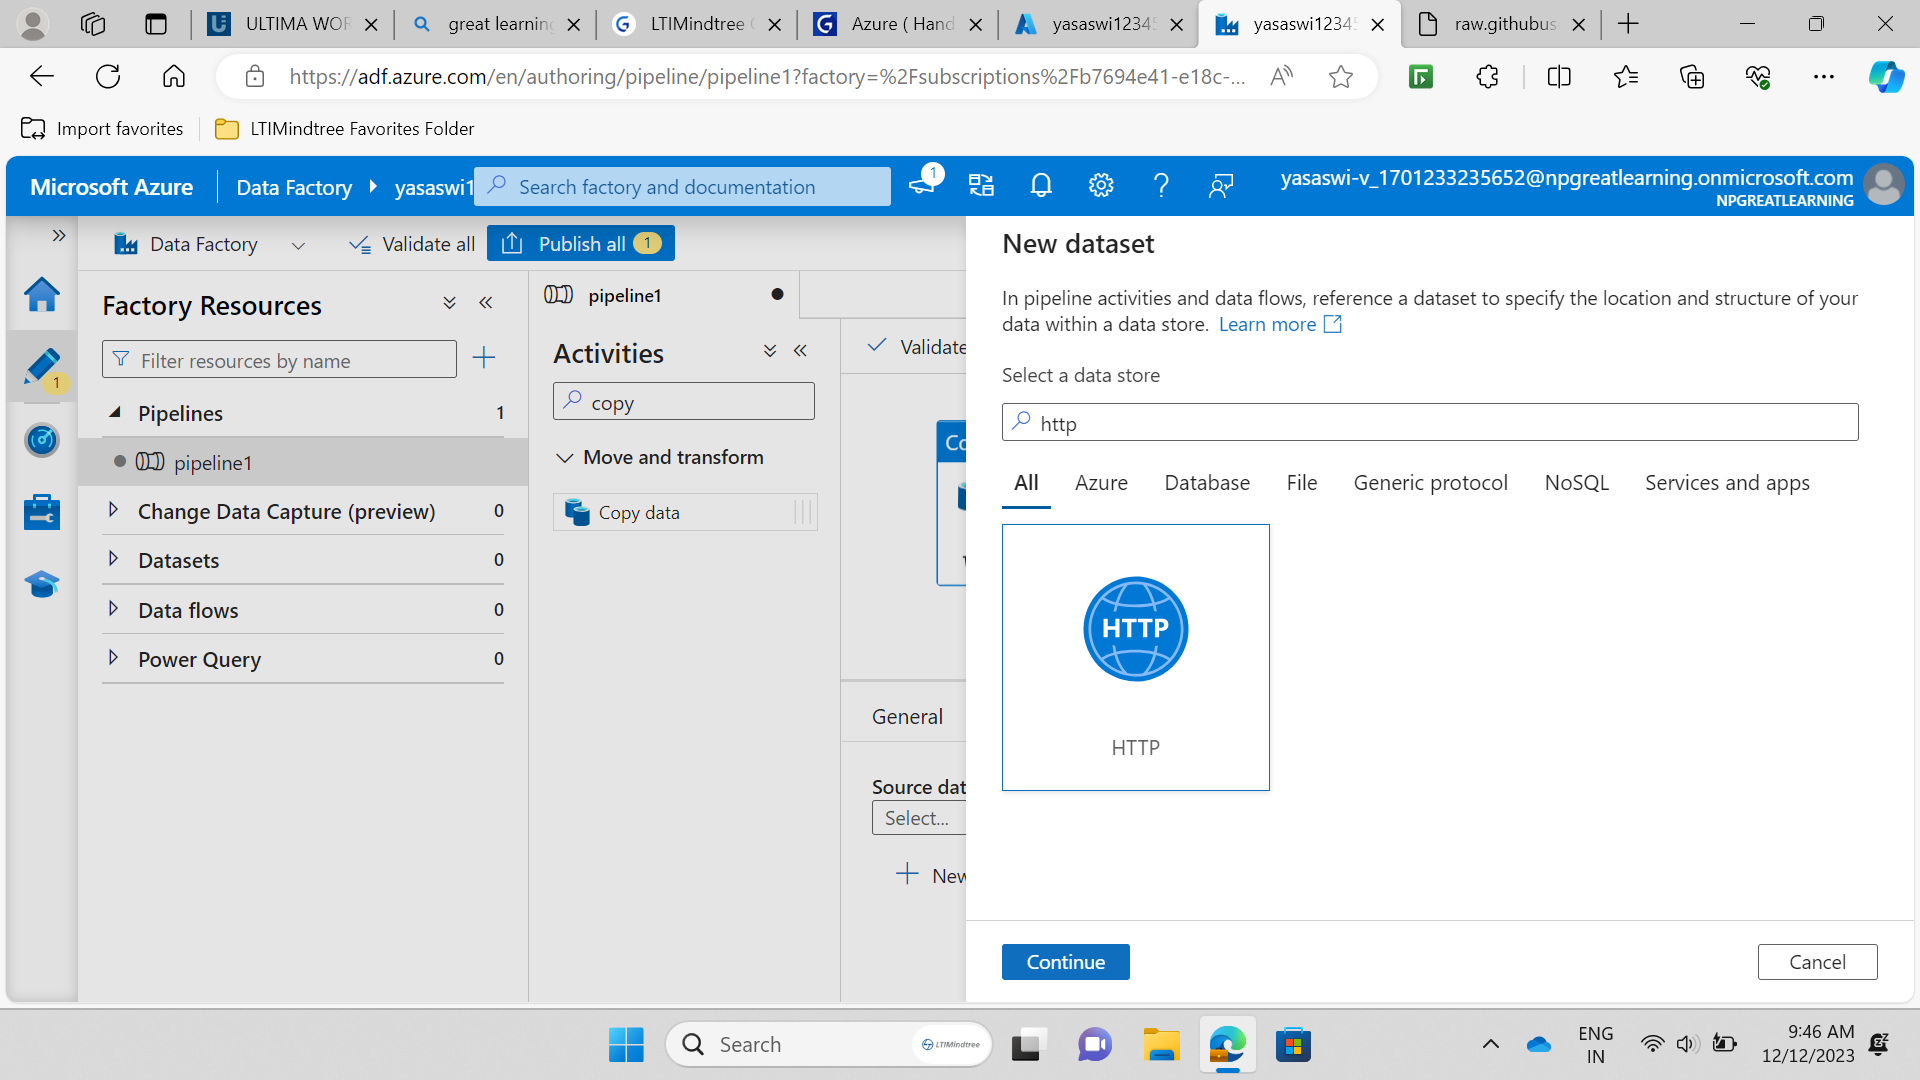 ULTIMA WOR
great learning
LTIMindtree
Azure ( Hand
yasaswi12345
yasaswi12345
raw.githubus
https://adf.azure.com/en/authoring/pipeline/pipeline1?factory=%2Fsubscriptions%2Fb7694e41-e18c-...
Import favorites
LTIMindtree Favorites Folder
Microsoft Azure
Data Factory
yasaswi1
Search factory and documentation
1
yasaswi-v_1701233235652@npgreatlearning.onmicrosoft.com
NPGREATLEARNING
Data Factory
Validate all
Publish all 1
Factory Resources
Filter resources by name
1
Pipelines 1
pipeline1
Change Data Capture (preview) 0
Datasets 0
Data flows 0
Power Query 0
pipeline1
Activities
copy
Move and transform
Copy data
Validate
Co
General
Source dat
Select...
New
New dataset
In pipeline activities and data flows, reference a dataset to specify the location and structure of your
data within a data store. Learn more
Select a data store
http
All Azure Database File Generic protocol NoSQL Services and apps
HTTP
HTTP
Continue
Cancel
Search
LTIMindtree
ENG
IN
9:46 AM
12/12/2023